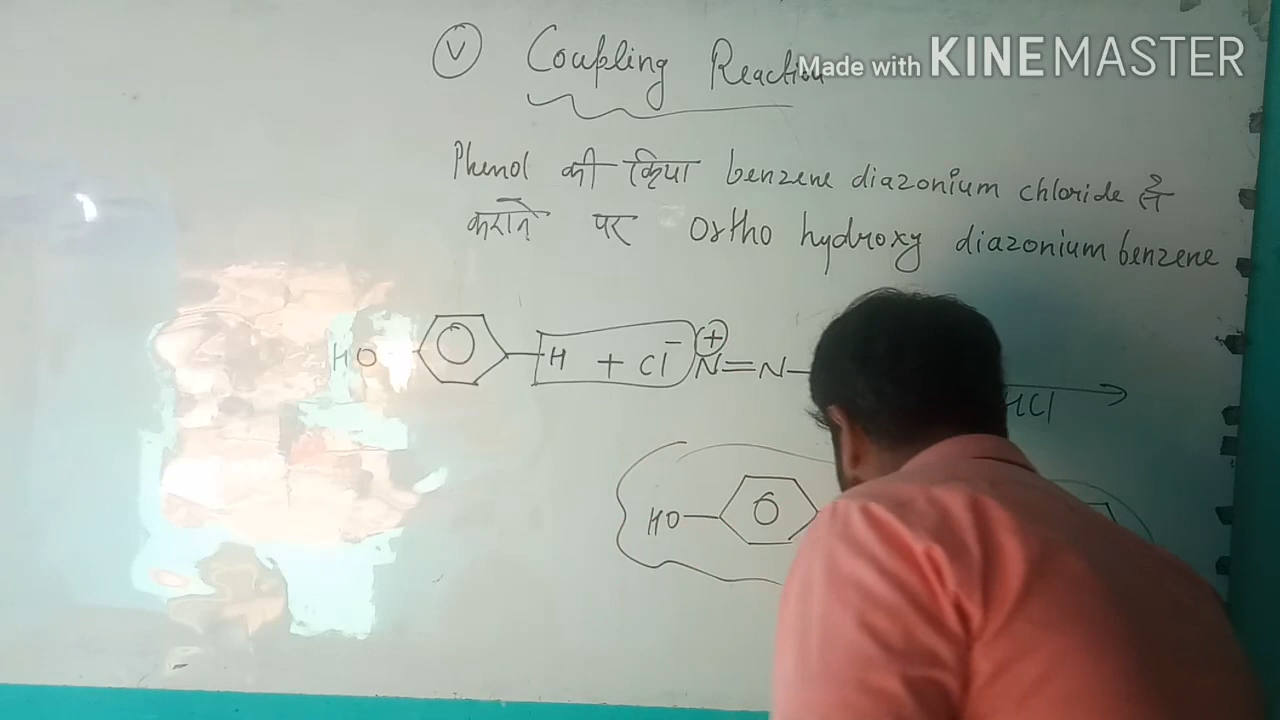 Ⓥ Coupling Reaction
Made with KINEMASTER
Phenol की क्रिया benzene diazonium chloride से
कराने पर Ortho hydroxy diazonium benzene
HO H + Cl⁻ N⊕=N–
HCl
HO–